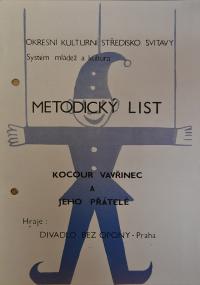 OKRESNÍ KULTURNÍ STŘEDISKO SVITAVY
Systém mládež a kultura
METODICKÝ LIST
KOCOUR VAVŘINEC
A
JEHO PŘÁTELÉ
Hraje :
DIVADLO BEZ OPONY - Praha